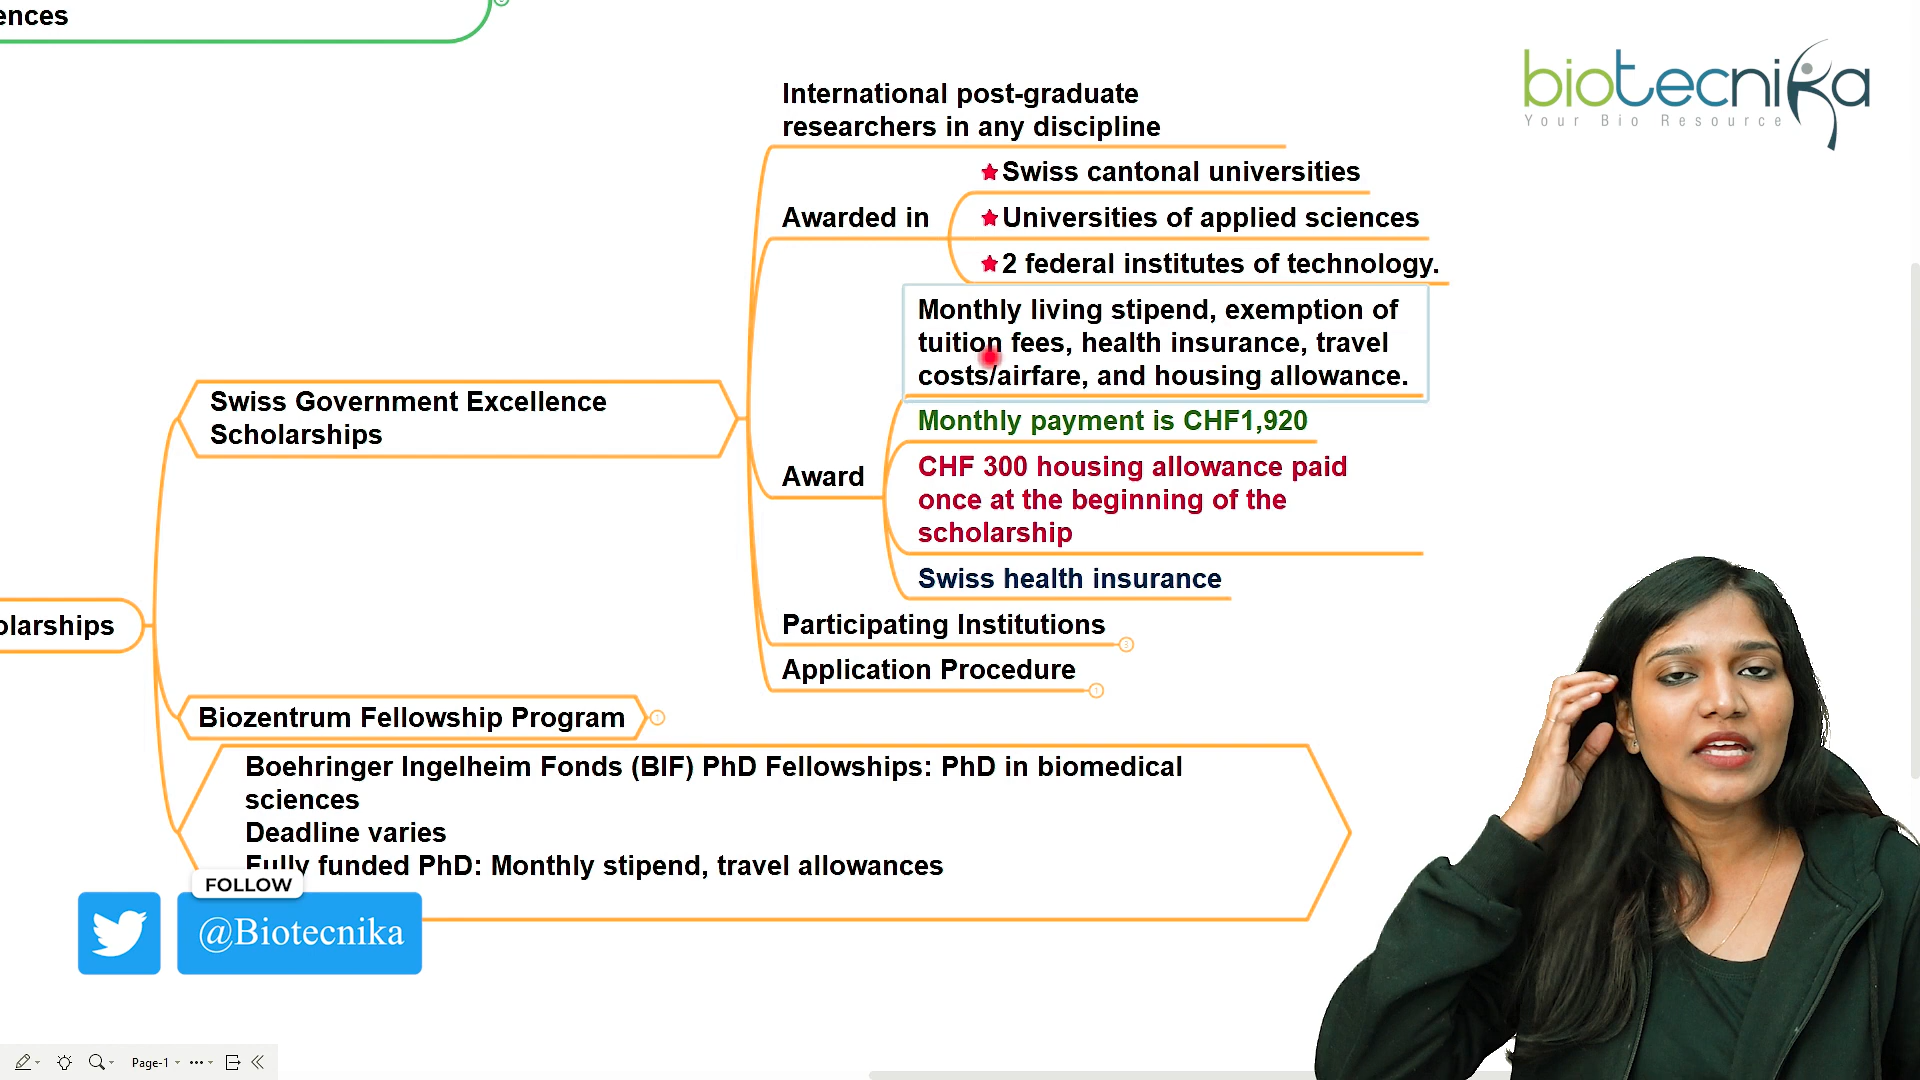 ences
biotecnika
Your Bio Resource
International post-graduate
researchers in any discipline
Awarded in
Swiss cantonal universities
Universities of applied sciences
2 federal institutes of technology.
Swiss Government Excellence
Scholarships
Award
Monthly living stipend, exemption of
tuition fees, health insurance, travel
costs/airfare, and housing allowance.
Monthly payment is CHF1,920
CHF 300 housing allowance paid
once at the beginning of the
scholarship
Swiss health insurance
Participating Institutions
3
Application Procedure
1
olarships
Biozentrum Fellowship Program
1
Boehringer Ingelheim Fonds (BIF) PhD Fellowships: PhD in biomedical
sciences
Deadline varies
Fully funded PhD: Monthly stipend, travel allowances
FOLLOW
@Biotecnika
Page-1